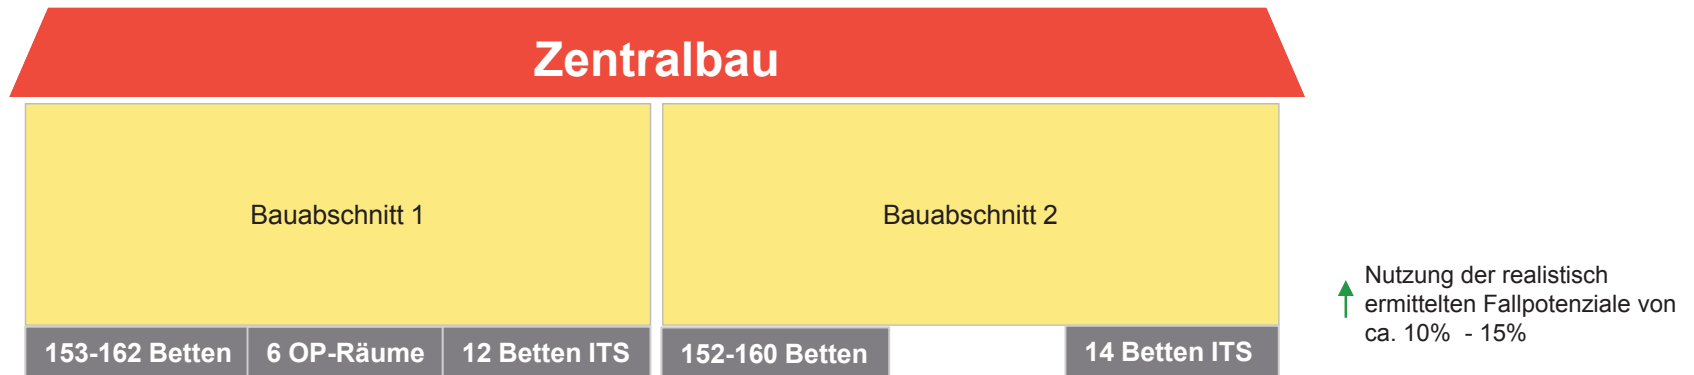 Zentralbau
Bauabschnitt 1
Bauabschnitt 2
153-162 Betten
6 OP-Räume
12 Betten ITS
152-160 Betten
14 Betten ITS
Nutzung der realistisch
ermittelten Fallpotenziale von
ca. 10% - 15%